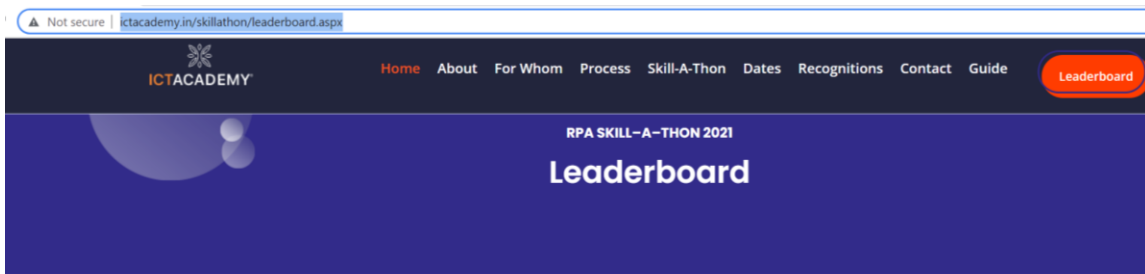 Not secure | ictacademy.in/skillathon/leaderboard.aspx
ICTACADEMY
Home About For Whom Process Skill-A-Thon Dates Recognitions Contact Guide Leaderboard
RPA SKILL-A-THON 2021
Leaderboard